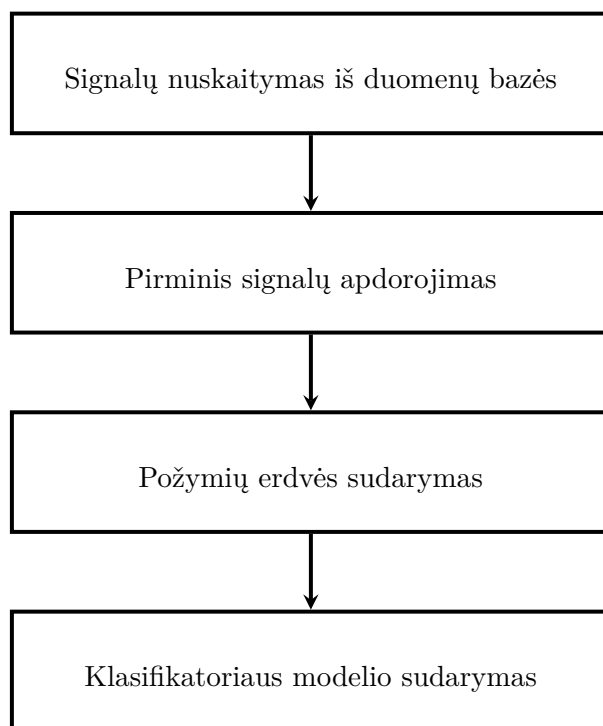 Signalų nuskaitymas iš duomenų bazės
Pirminis signalų apdorojimas
Požymių erdvės sudarymas
Klasifikatoriaus modelio sudarymas